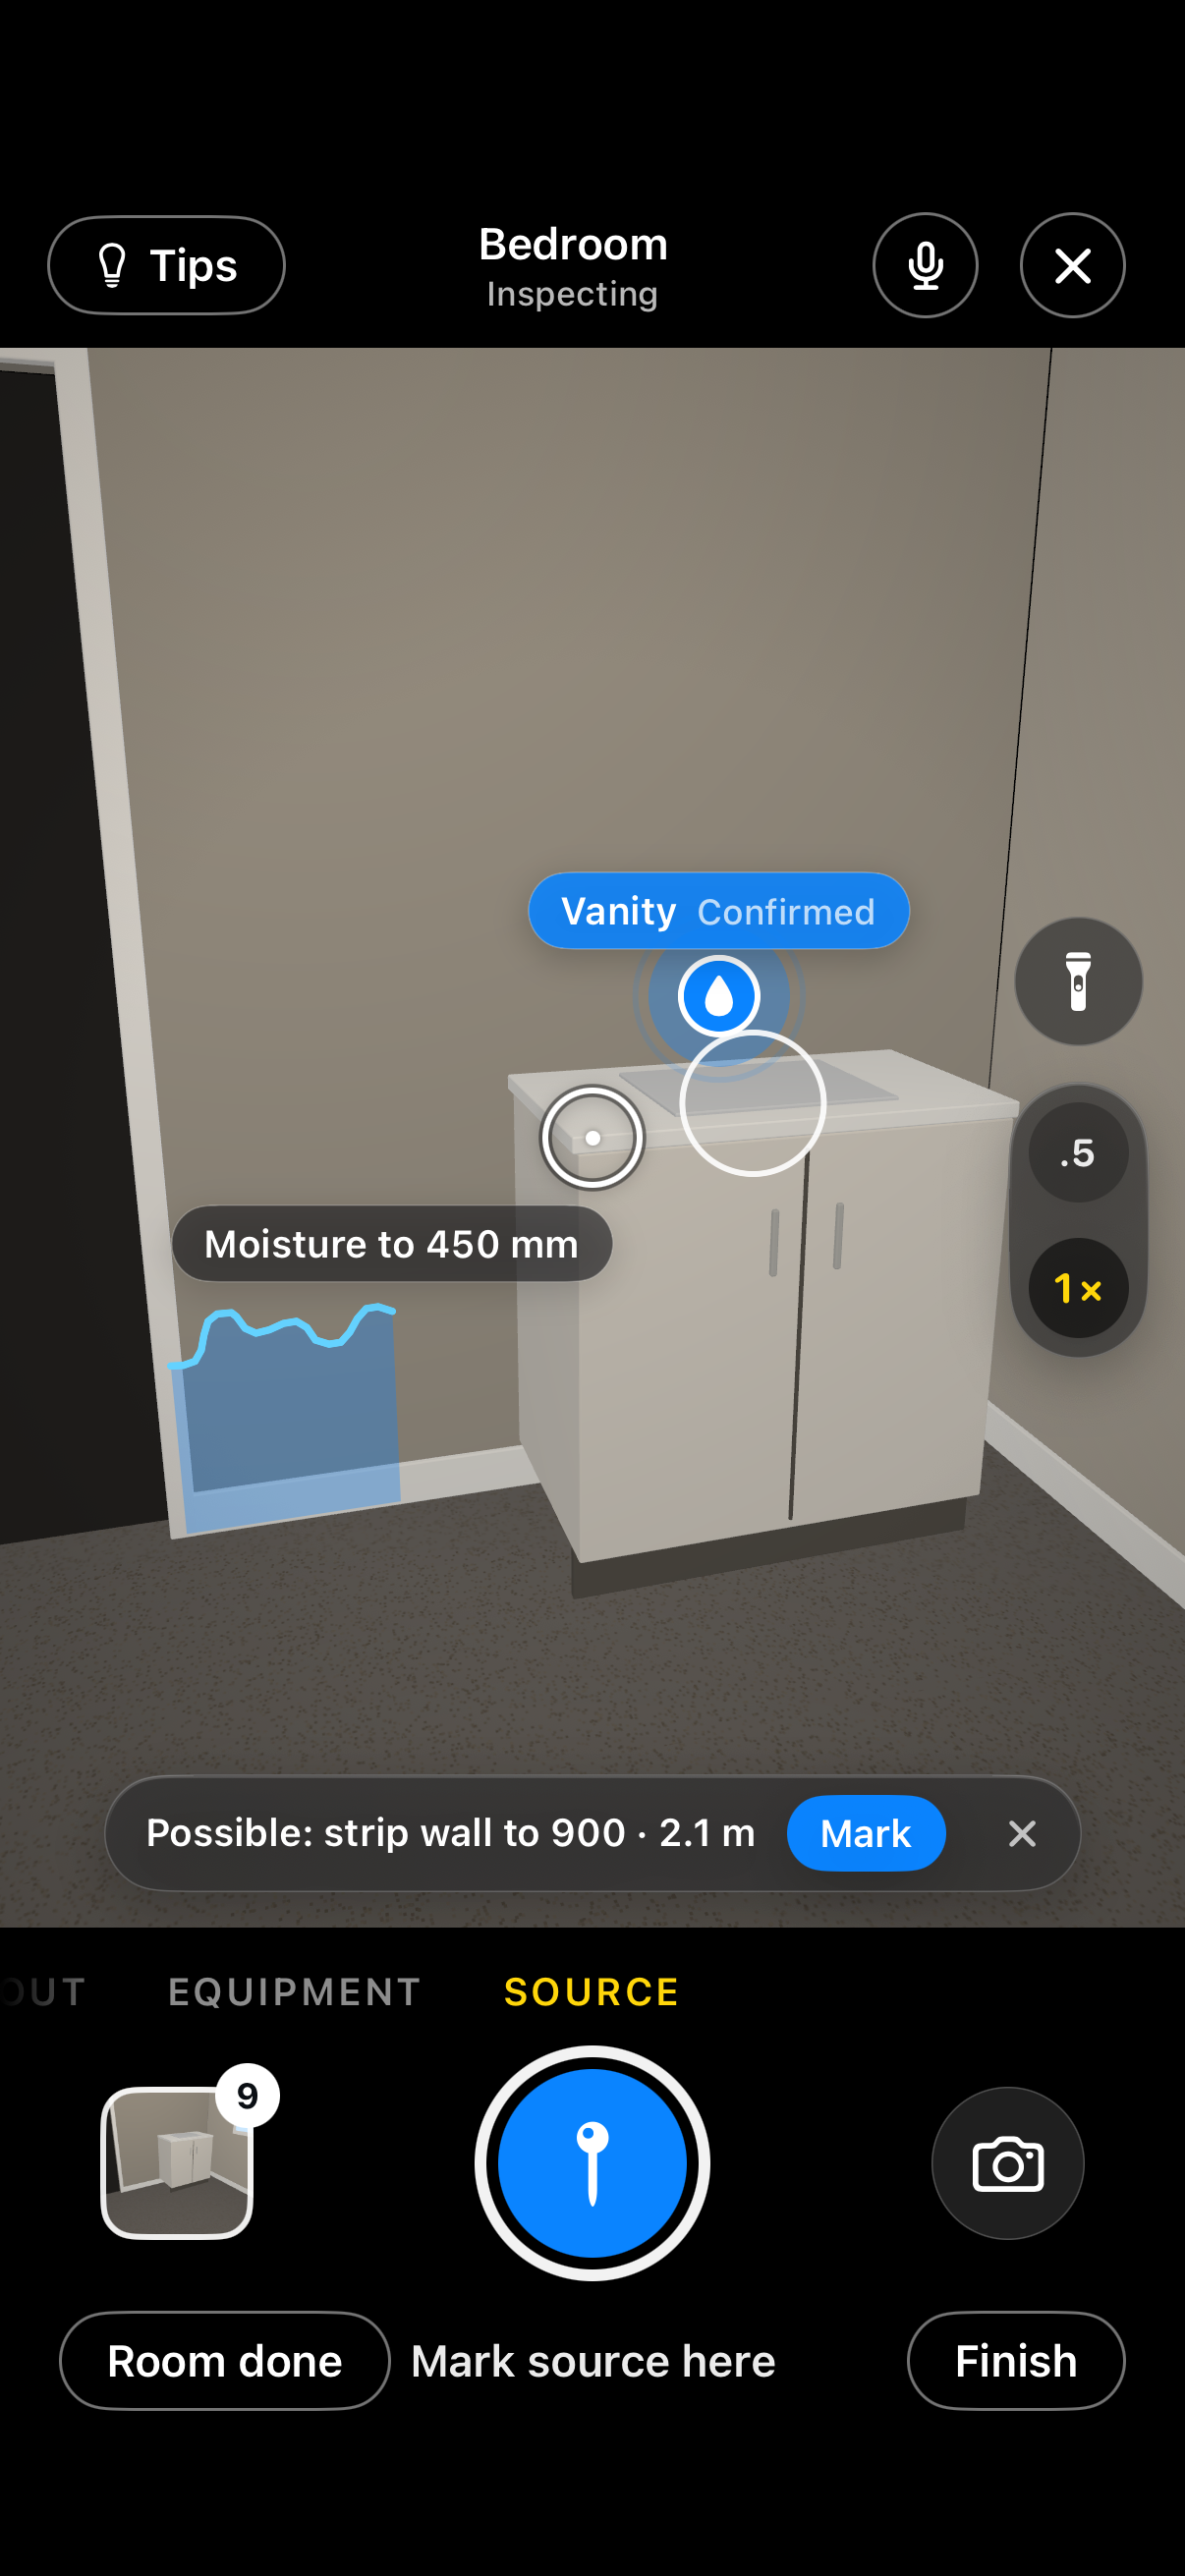 Tips
Bedroom
Inspecting
Vanity Confirmed
.5
Moisture to 450 mm
1×
Possible: strip wall to 900 · 2.1 m Mark
OUT EQUIPMENT SOURCE
9
Room done Mark source here Finish